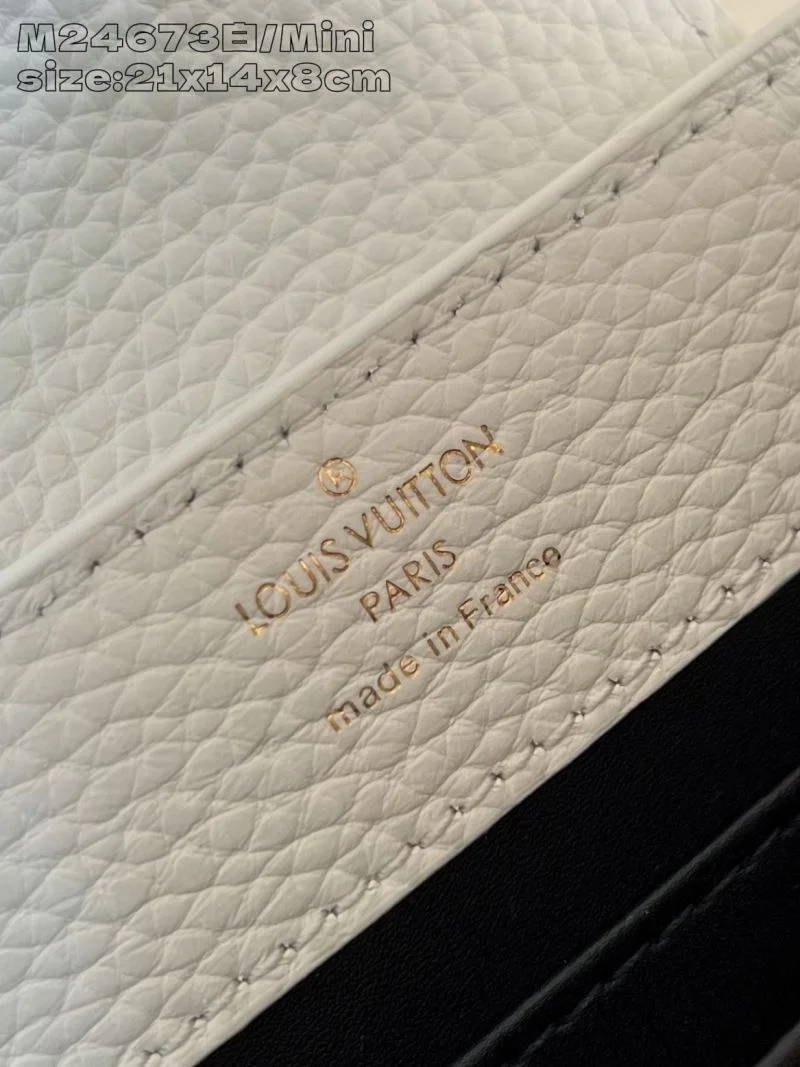 M24673白/Mini
size:21x14x8cm
®
LOUIS VUITTON
PARIS
made in France